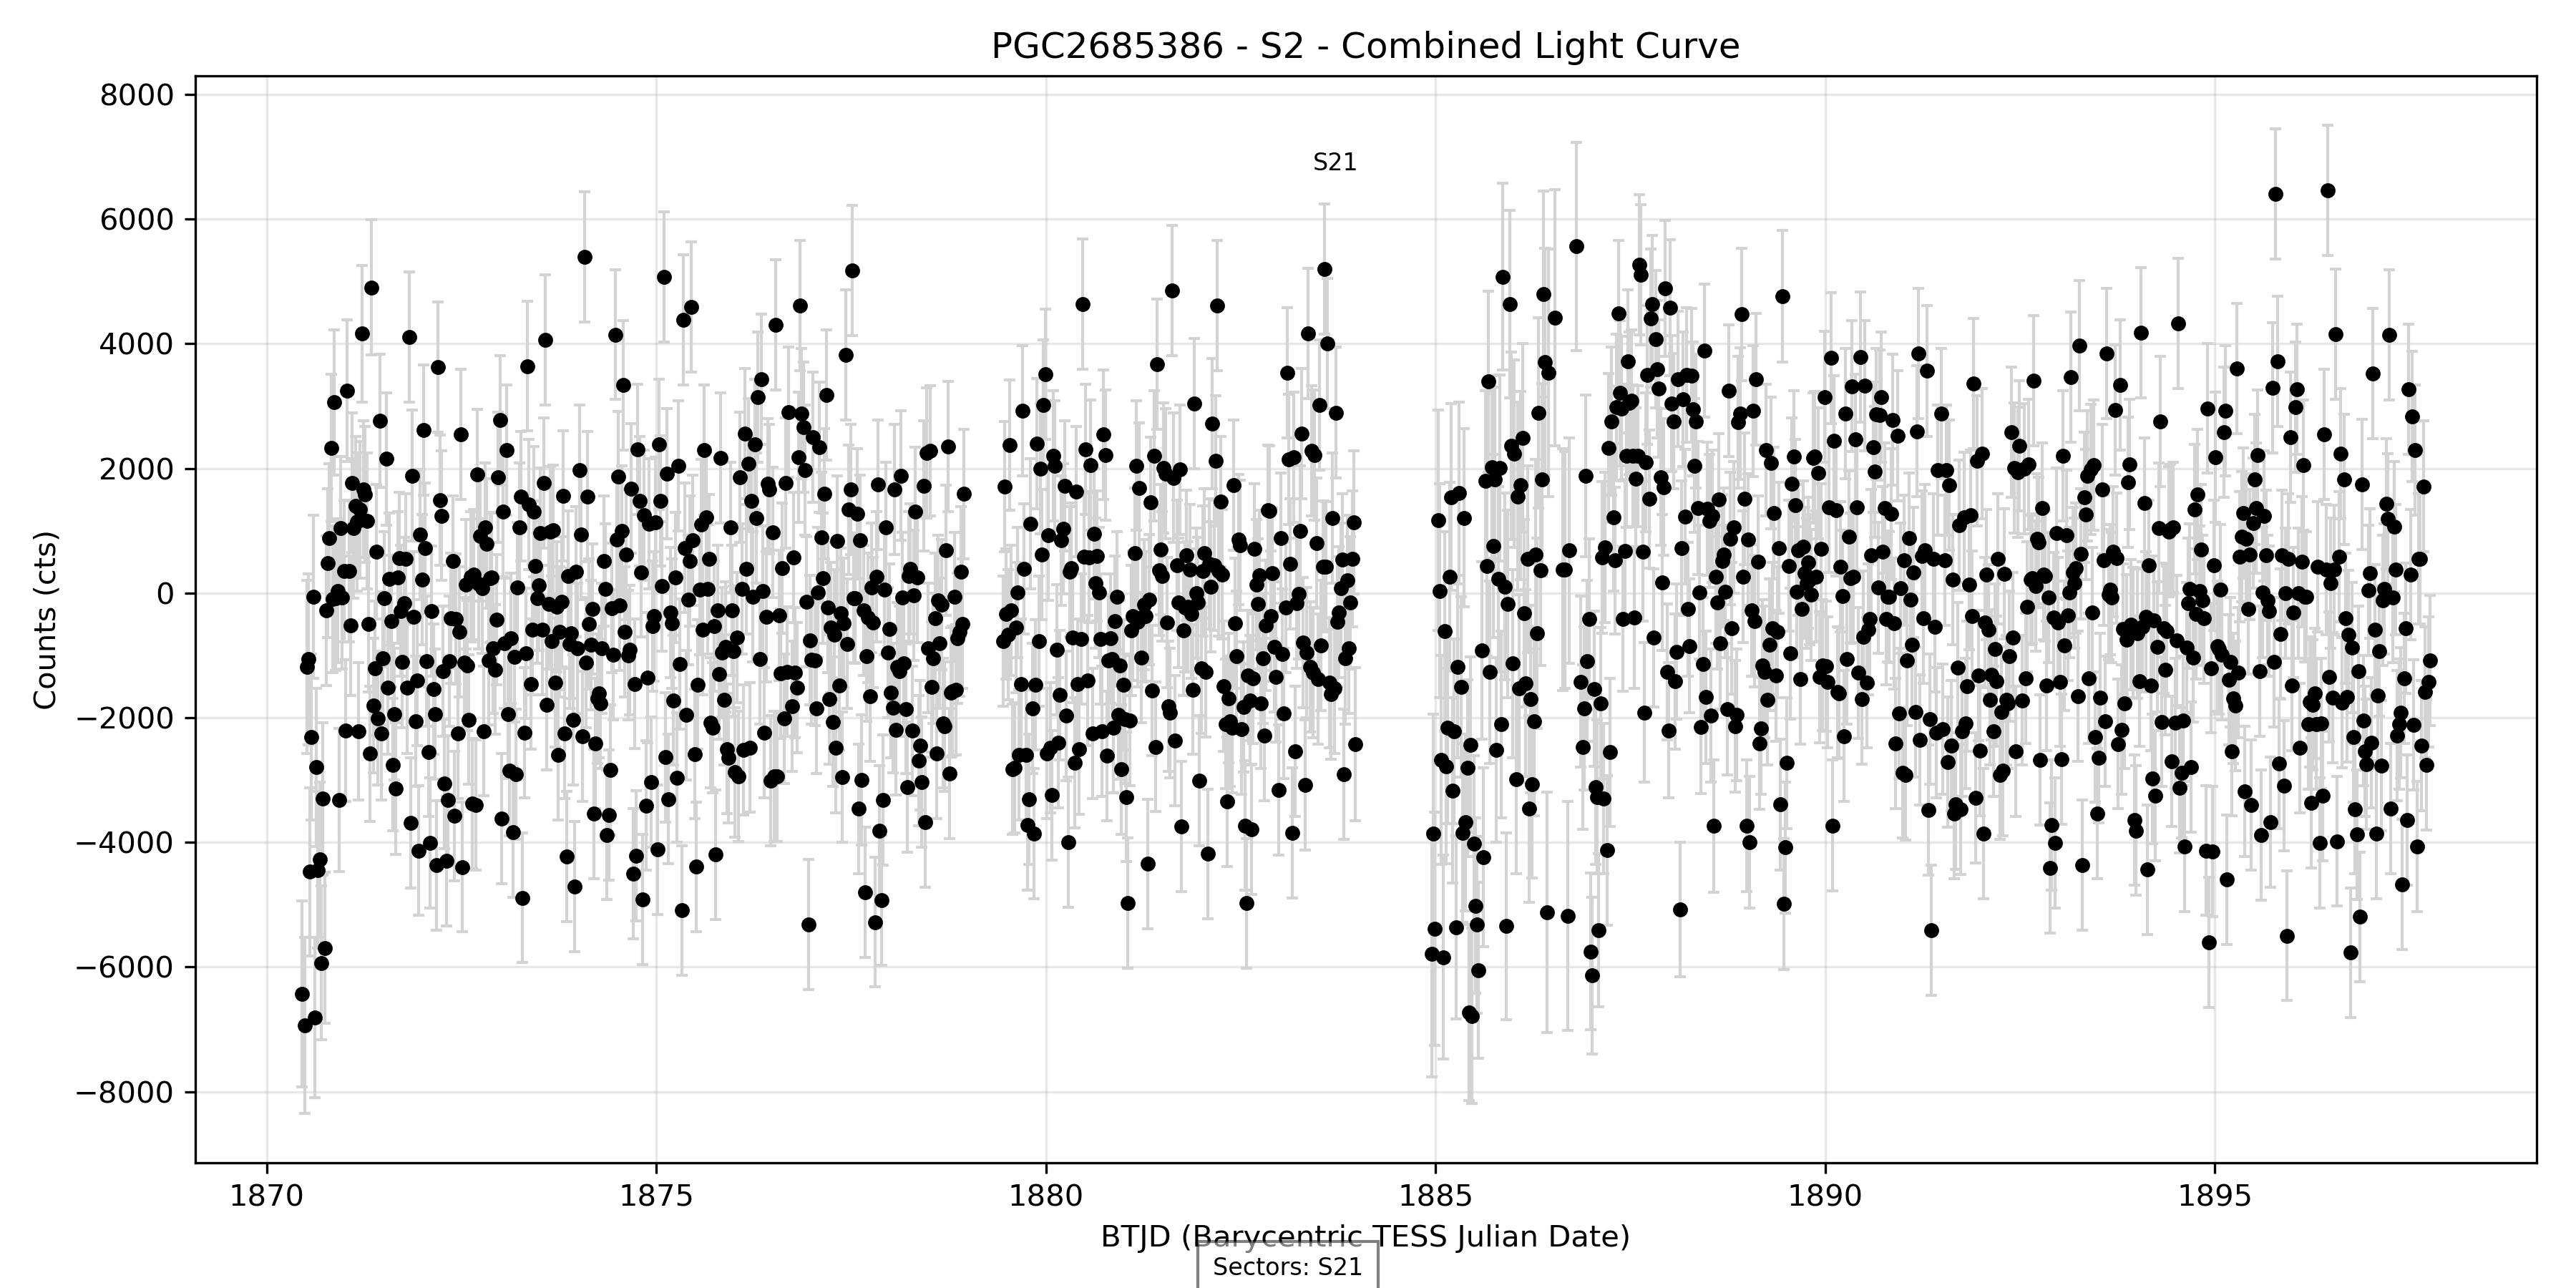 PGC2685386 - S2 - Combined Light Curve
8000
6000
4000
2000
0
−2000
−4000
−6000
−8000
Counts (cts)
S21
1870 1875 1880 1885 1890 1895
BTJD (Barycentric TESS Julian Date)
Sectors: S21